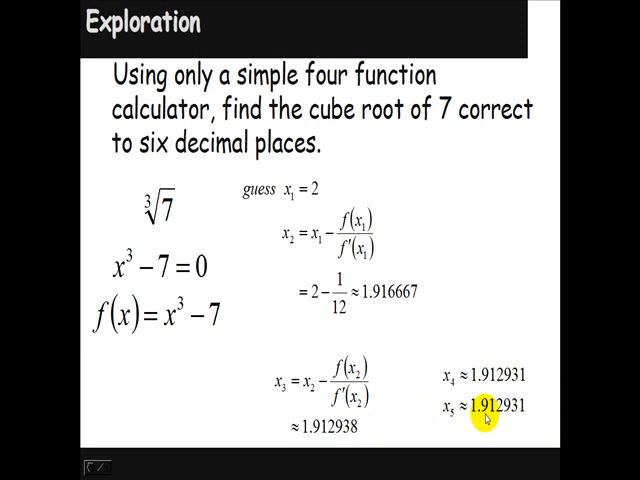 Exploration
Using only a simple four function
calculator, find the cube root of 7 correct
to six decimal places.
∛7
x³ − 7 = 0
f(x) = x³ − 7
guess x₁ = 2
x₂ = x₁ − f(x₁)/f'(x₁)
= 2 − 1/12 ≈ 1.916667
x₃ = x₂ − f(x₂)/f'(x₂)
≈ 1.912938
x₄ ≈ 1.912931
x₅ ≈ 1.912931